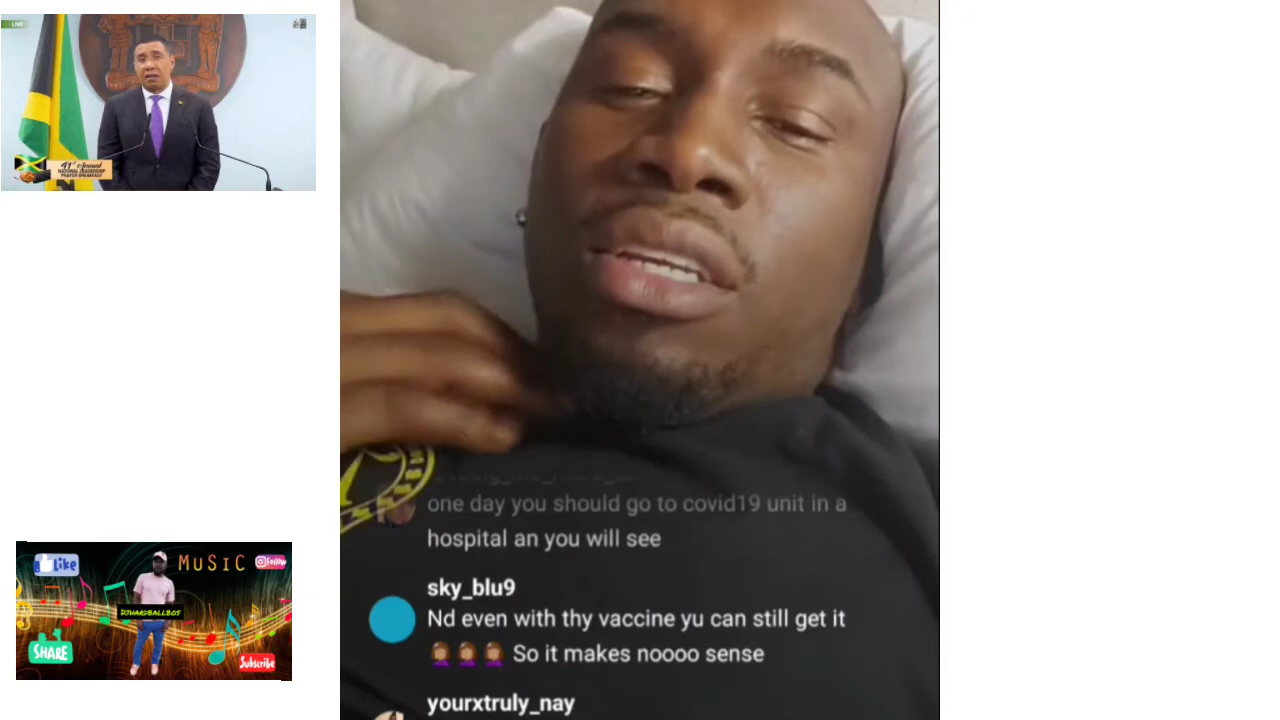 LIVE
41st Annual
NATIONAL LEADERSHIP
PRAYER BREAKFAST
one day you should go to covid19 unit in a
hospital an you will see
sky_blu9
Nd even with thy vaccine yu can still get it
🤦🏽‍♀️🤦🏽‍♀️🤦🏽‍♀️ So it makes noooo sense
yourxtruly_nay
Like
MUSIC
Follow
DJHARDBALLBOS
SHARE
Subscribe